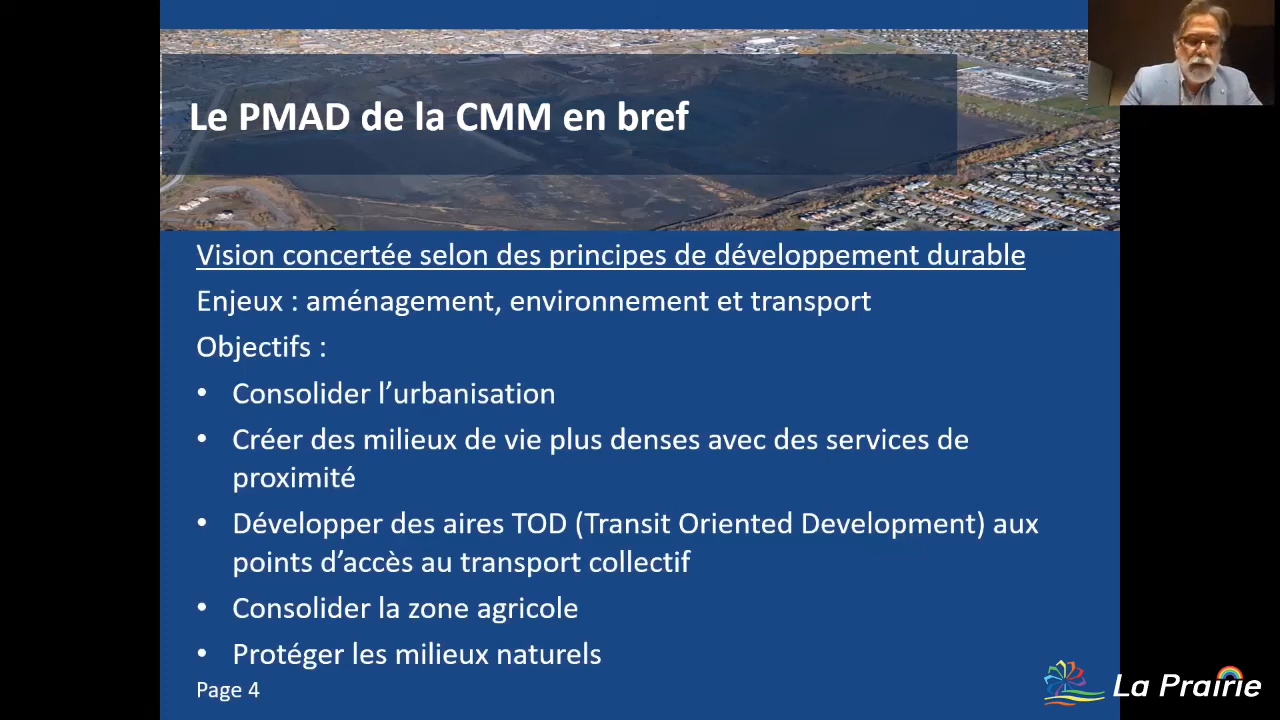 Le PMAD de la CMM en bref
Vision concertée selon des principes de développement durable
Enjeux : aménagement, environnement et transport
Objectifs :
• Consolider l’urbanisation
• Créer des milieux de vie plus denses avec des services de
proximité
• Développer des aires TOD (Transit Oriented Development) aux
points d’accès au transport collectif
• Consolider la zone agricole
• Protéger les milieux naturels
Page 4
La Prairie